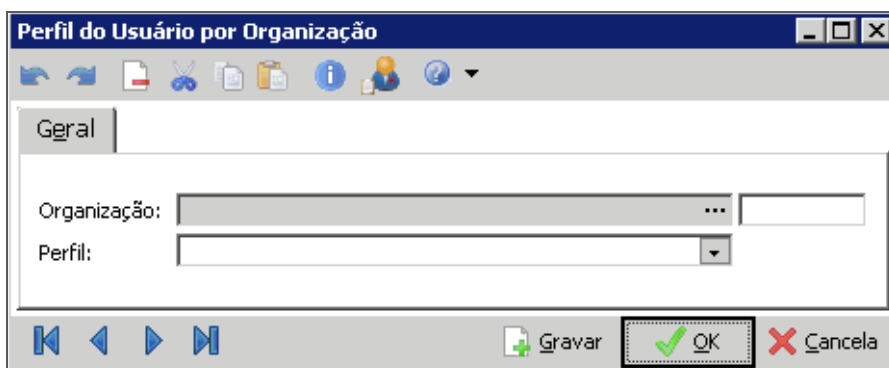 Perfil do Usuário por Organização
Geral
Organização: ...
Perfil:
Gravar OK Cancela